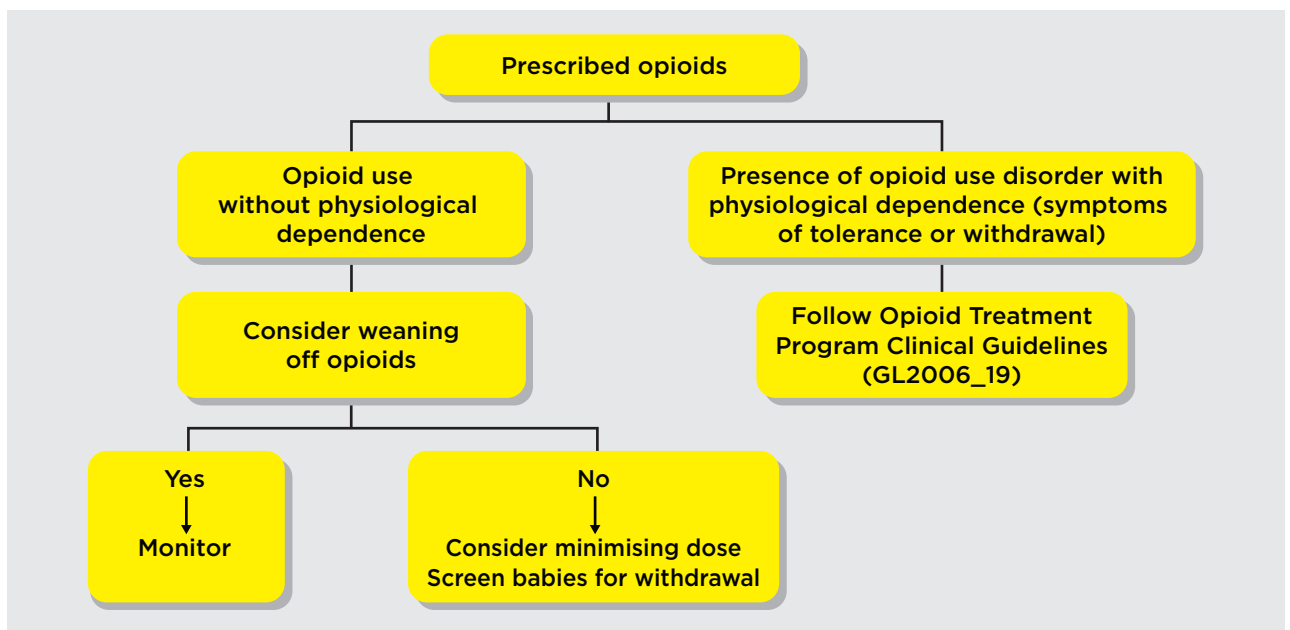 Prescribed opioids
Opioid use
without physiological
dependence
Presence of opioid use disorder with
physiological dependence (symptoms
of tolerance or withdrawal)
Consider weaning
off opioids
Follow Opioid Treatment
Program Clinical Guidelines
(GL2006_19)
Yes
Monitor
No
Consider minimising dose
Screen babies for withdrawal